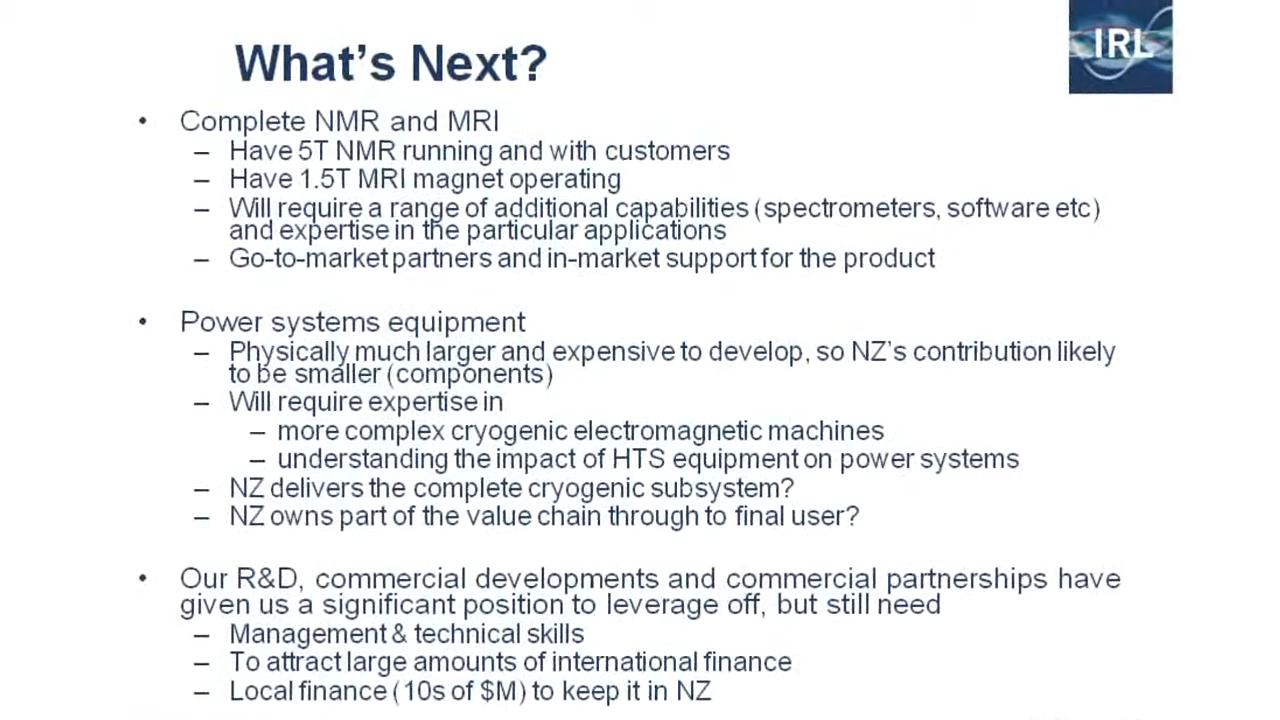 IRL
What's Next?
• Complete NMR and MRI
– Have 5T NMR running and with customers
– Have 1.5T MRI magnet operating
– Will require a range of additional capabilities (spectrometers, software etc)
and expertise in the particular applications
– Go-to-market partners and in-market support for the product
• Power systems equipment
– Physically much larger and expensive to develop, so NZ's contribution likely
to be smaller (components)
– Will require expertise in
– more complex cryogenic electromagnetic machines
– understanding the impact of HTS equipment on power systems
– NZ delivers the complete cryogenic subsystem?
– NZ owns part of the value chain through to final user?
• Our R&D, commercial developments and commercial partnerships have
given us a significant position to leverage off, but still need
– Management & technical skills
– To attract large amounts of international finance
– Local finance (10s of $M) to keep it in NZ